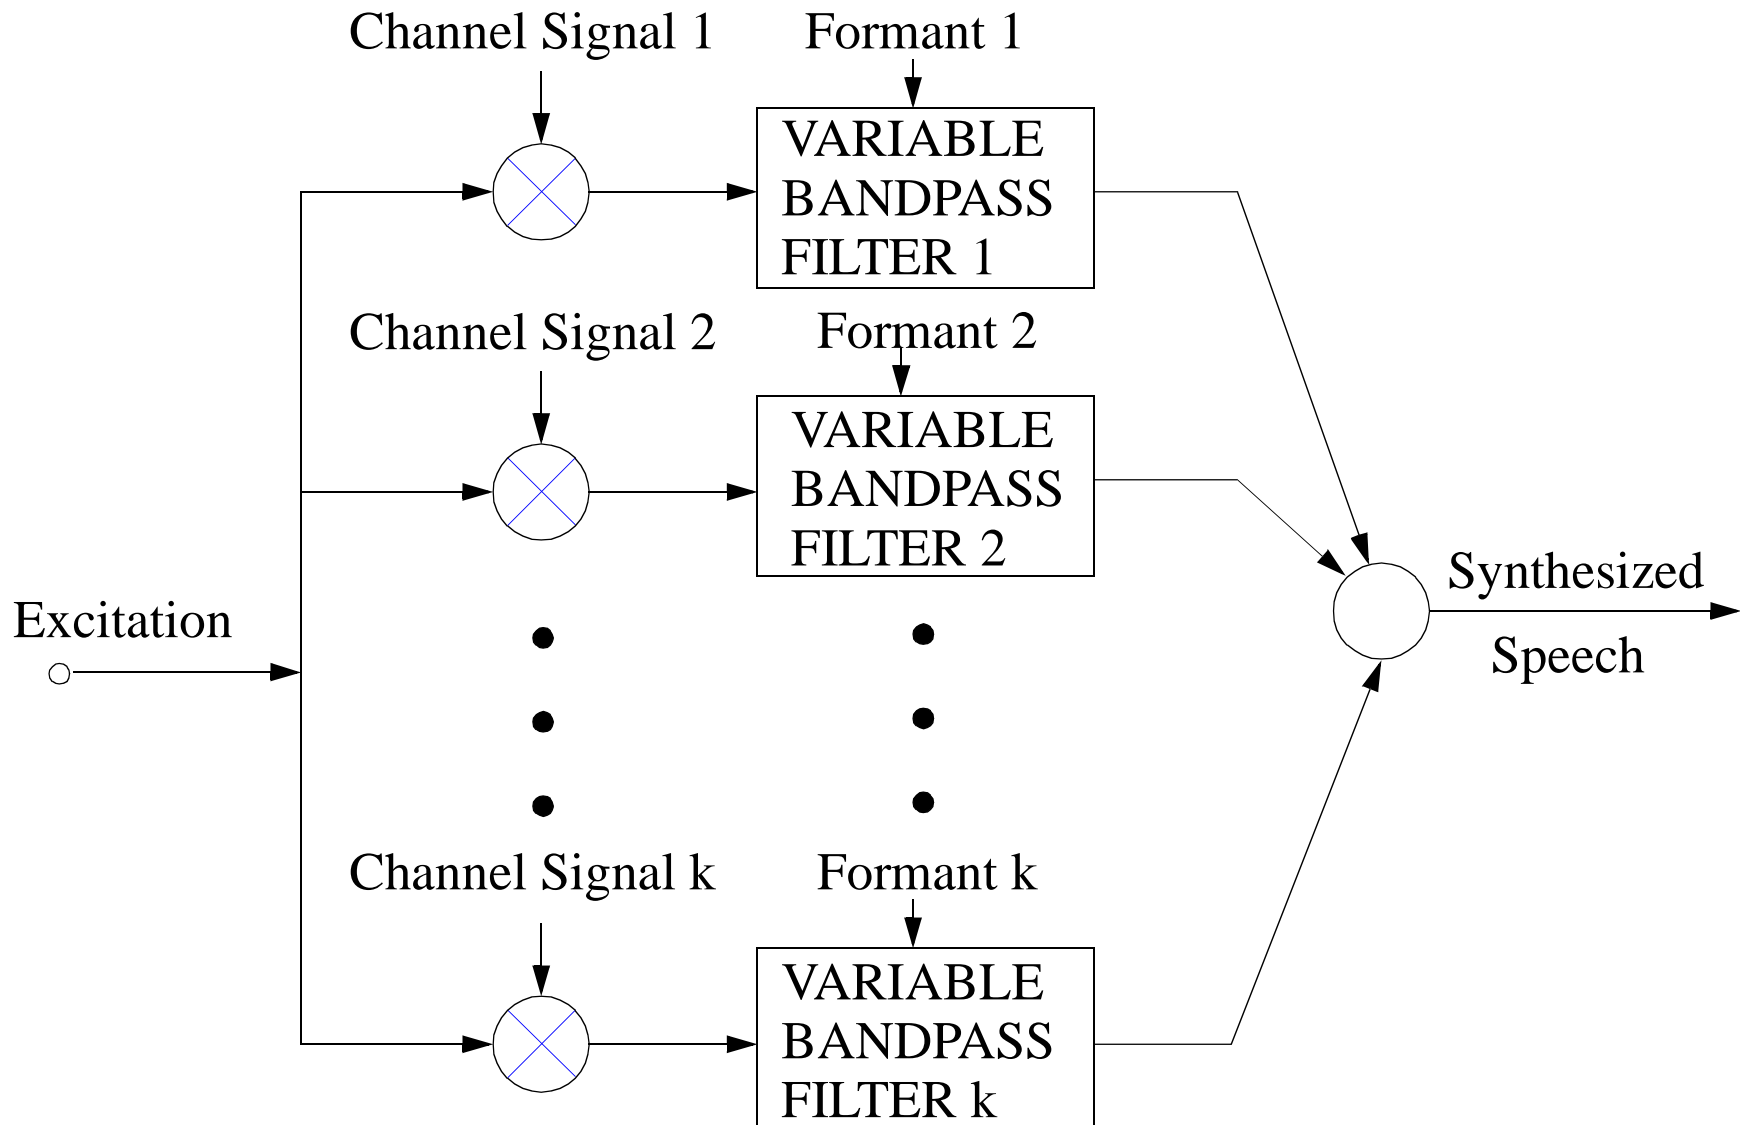 Channel Signal 1
Formant 1
VARIABLE
BANDPASS
FILTER 1
Channel Signal 2
Formant 2
VARIABLE
BANDPASS
FILTER 2
Excitation
Synthesized
Speech
Channel Signal k
Formant k
VARIABLE
BANDPASS
FILTER k